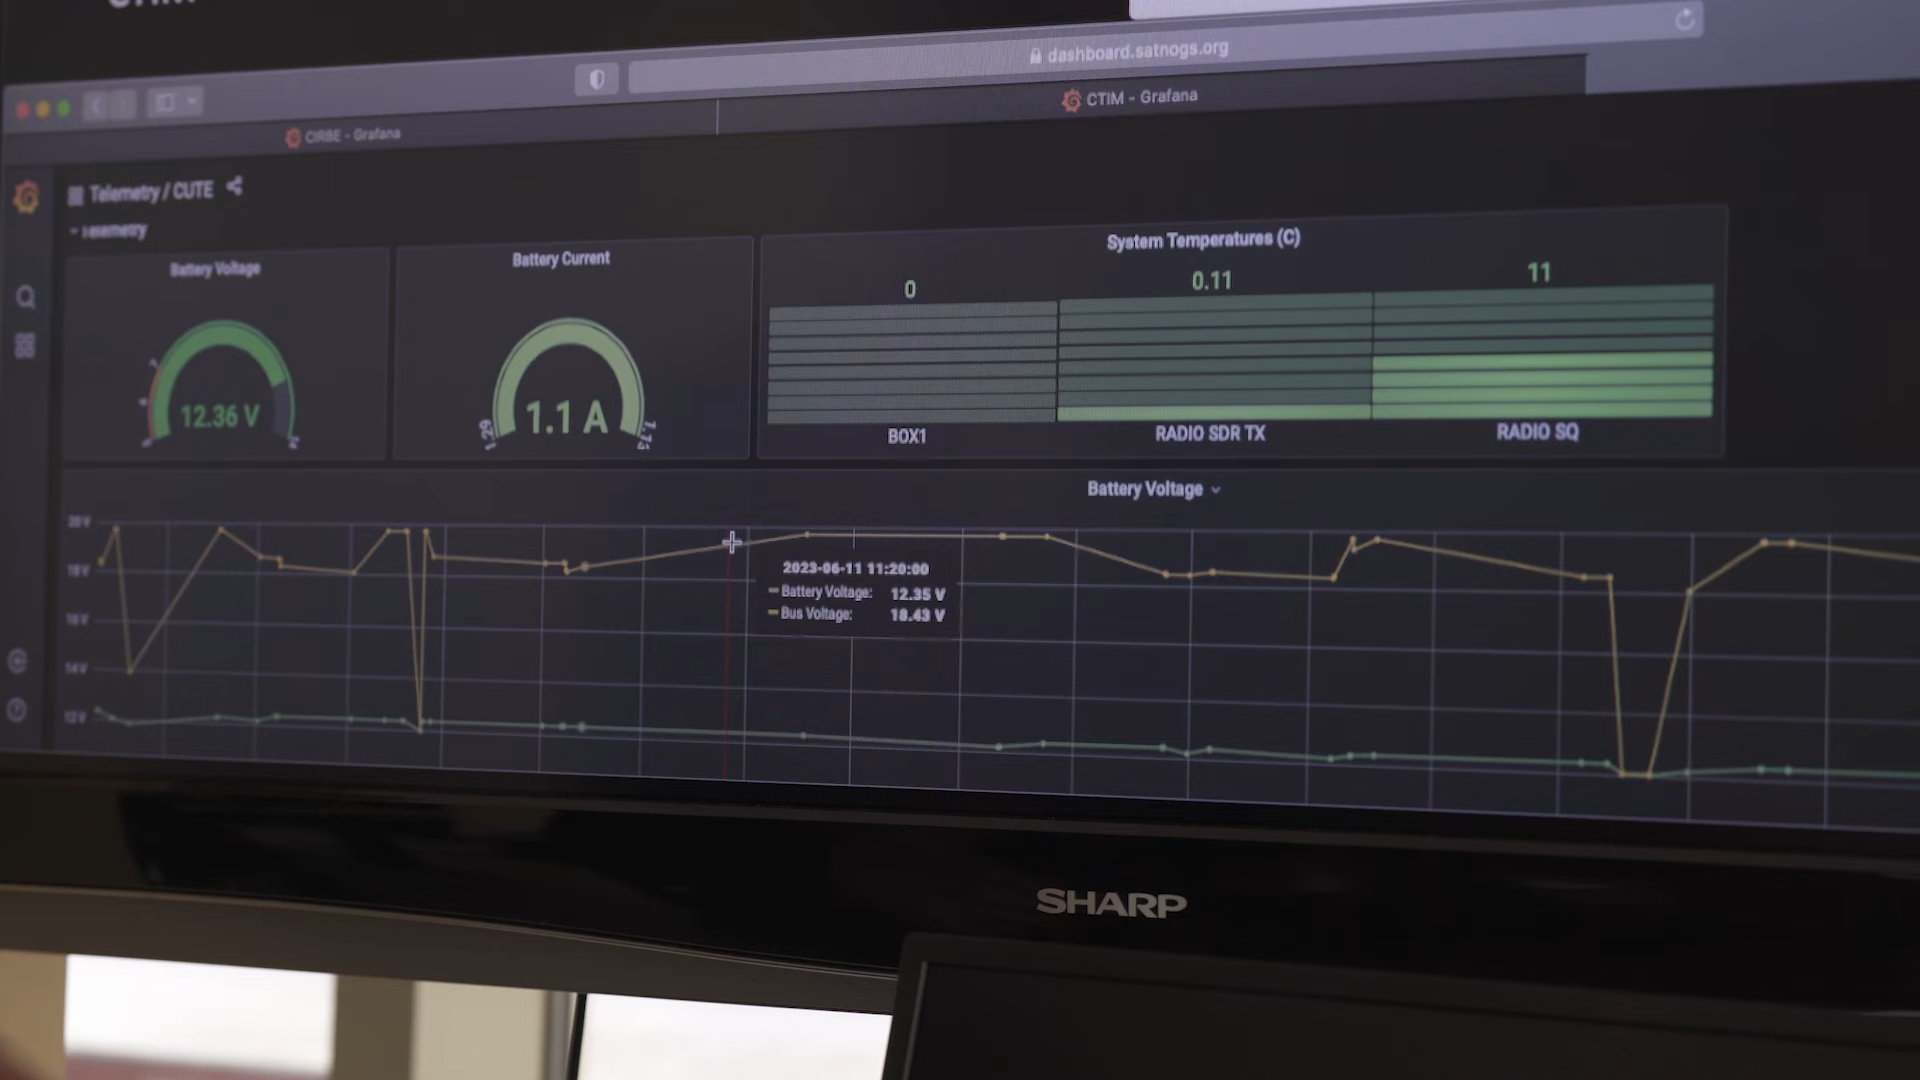 dashboard.satnogs.org
CIRBE - Grafana
CTIM - Grafana
Telemetry / CUTE
Telemetry
Battery Voltage
Battery Current
System Temperatures (C)
0
0.11
11
12.36 V
1.1 A
BOX1
RADIO SDR TX
RADIO SQ
Battery Voltage
20 V
18 V
16 V
14 V
12 V
2023-06-11 11:20:00
Battery Voltage: 12.35 V
Bus Voltage: 18.43 V
SHARP